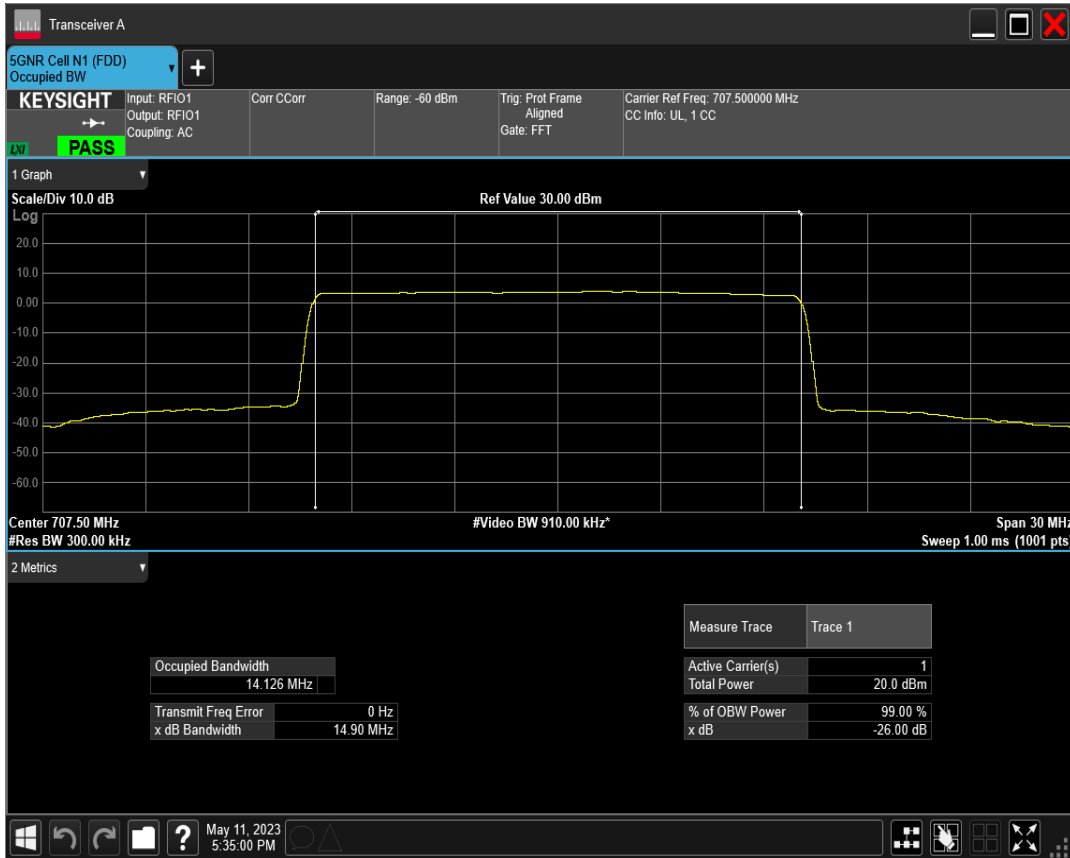 Transceiver A
5GNR Cell N1 (FDD)
Occupied BW
+
KEYSIGHT
LXI
PASS
Input: RFIO1
Output: RFIO1
Coupling: AC
Corr CCorr
Range: -60 dBm
Trig: Prot Frame
Aligned
Gate: FFT
Carrier Ref Freq: 707.500000 MHz
CC Info: UL, 1 CC
1 Graph
Scale/Div 10.0 dB
Ref Value 30.00 dBm
Log
20.0
10.0
0.00
-10.0
-20.0
-30.0
-40.0
-50.0
-60.0
Center 707.50 MHz
#Video BW 910.00 kHz*
Span 30 MHz
#Res BW 300.00 kHz
Sweep 1.00 ms (1001 pts)
2 Metrics
Measure Trace Trace 1
Occupied Bandwidth
14.126 MHz
Active Carrier(s) 1
Total Power 20.0 dBm
Transmit Freq Error 0 Hz
x dB Bandwidth 14.90 MHz
% of OBW Power 99.00 %
x dB -26.00 dB
?
May 11, 2023
5:35:00 PM